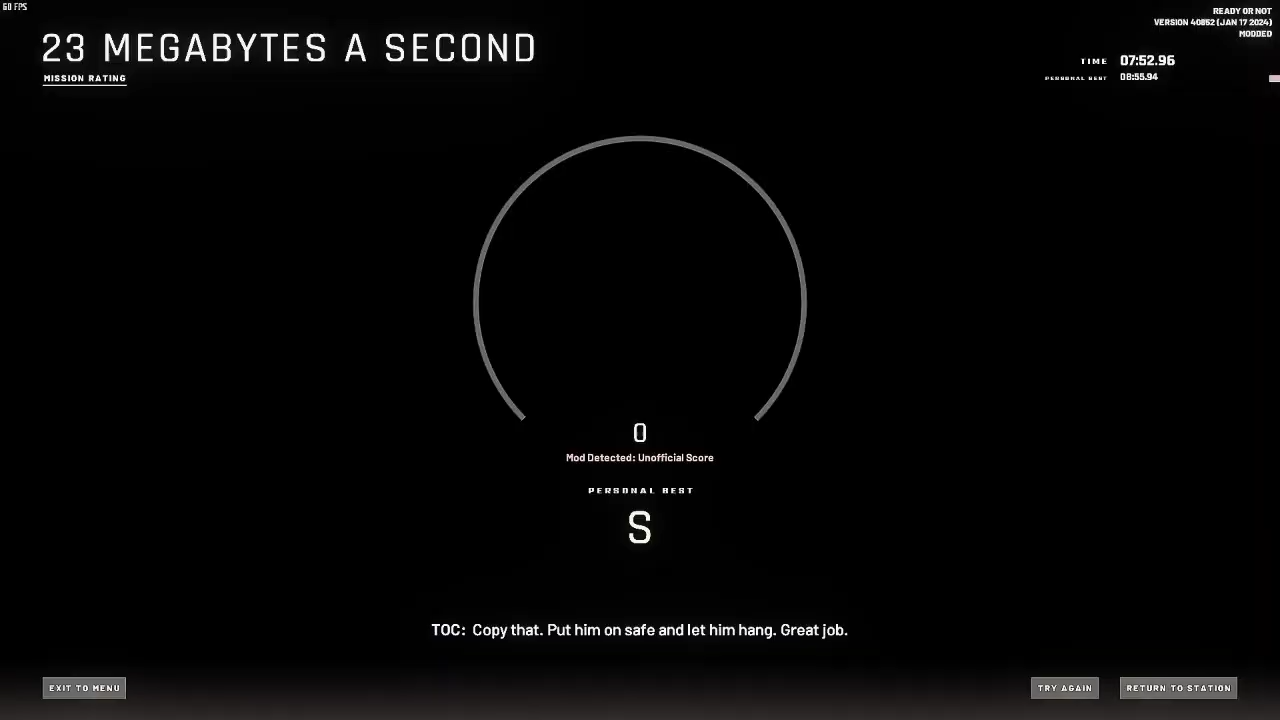 60 FPS
READY OR NOT
VERSION 40852 (JAN 17 2024)
MODDED
23 MEGABYTES A SECOND
MISSION RATING
TIME 07:52.96
PERSONAL BEST 08:55.94
0
Mod Detected: Unofficial Score
PERSONAL BEST
S
TOC: Copy that. Put him on safe and let him hang. Great job.
EXIT TO MENU
TRY AGAIN
RETURN TO STATION